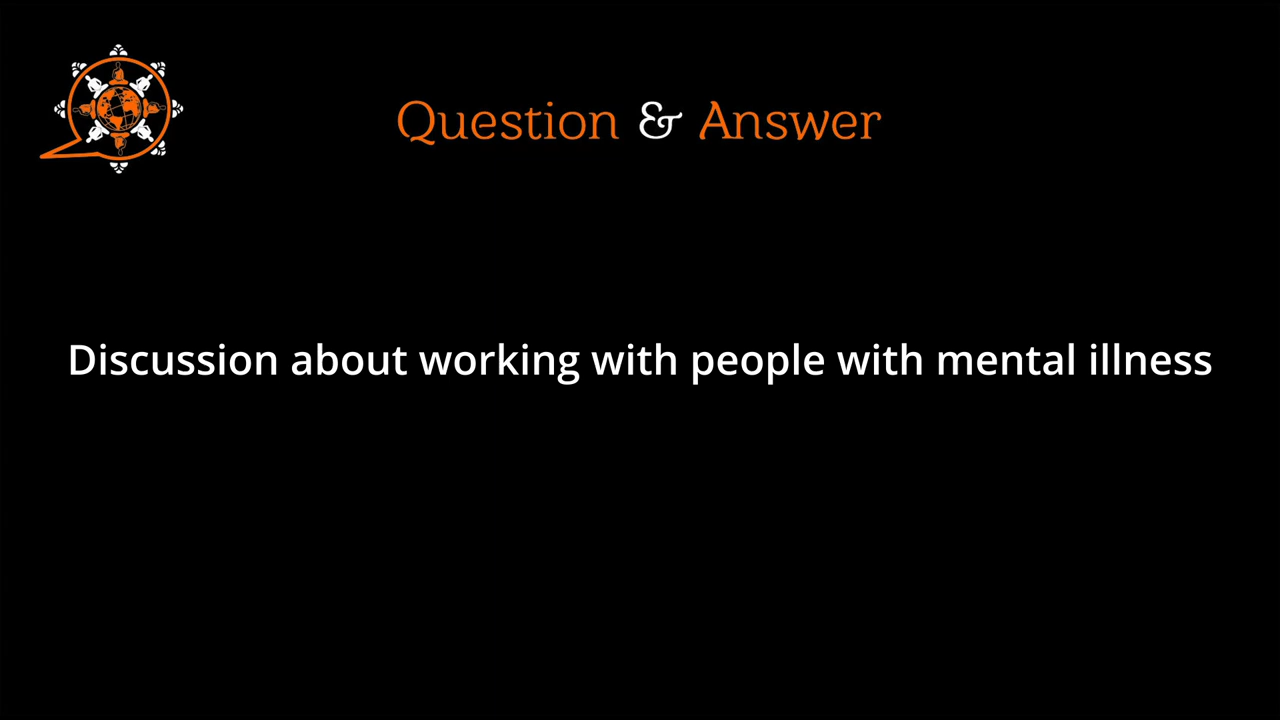 Question & Answer
Discussion about working with people with mental illness